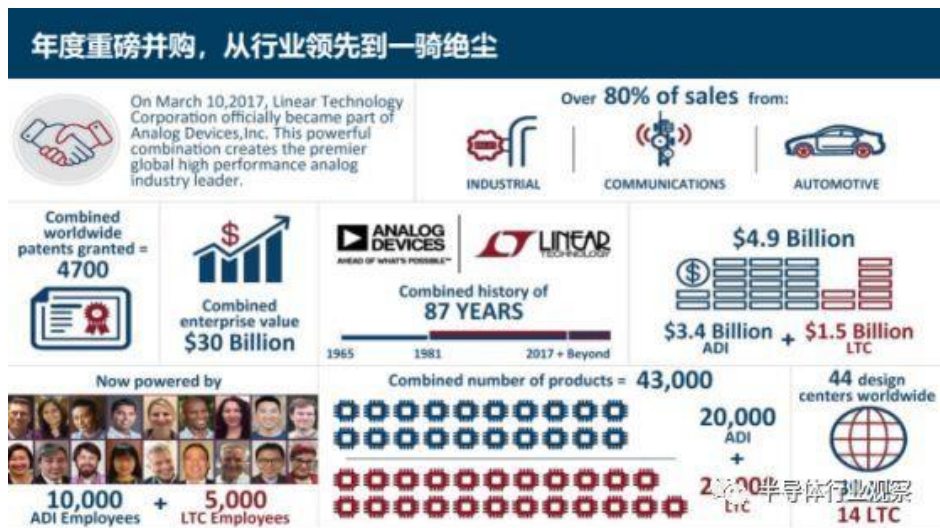 年度重磅并购，从行业领先到一骑绝尘
On March 10,2017, Linear Technology
Corporation officially became part of
Analog Devices,Inc. This powerful
combination creates the premier
global high performance analog
industry leader.
Over 80% of sales from:
INDUSTRIAL
COMMUNICATIONS
AUTOMOTIVE
Combined
worldwide
patents granted =
4700
$
Combined
enterprise value
$30 Billion
ANALOG
DEVICES
AHEAD OF WHAT'S POSSIBLE™
LINEAR
TECHNOLOGY
Combined history of
87 YEARS
1965
1981
2017 + Beyond
$4.9 Billion
$
$3.4 Billion
ADI
+
$1.5 Billion
LTC
Now powered by
10,000
ADI Employees
+
5,000
LTC Employees
Combined number of products = 43,000
20,000
ADI
+
LTC
44 design
centers worldwide
14 LTC
半导体行业观察